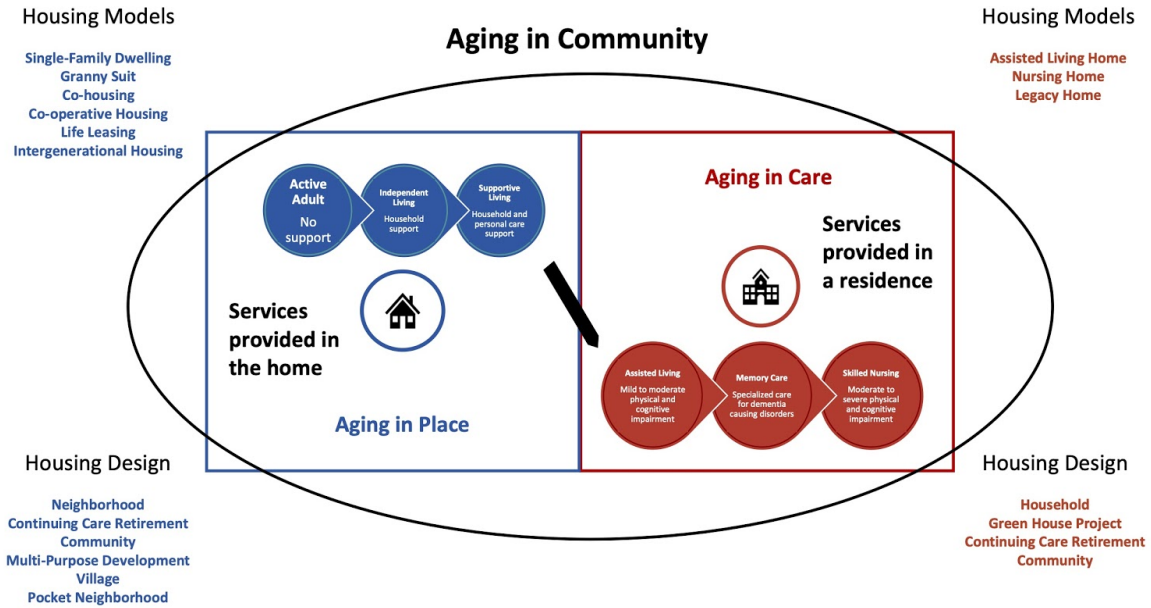 Housing Models
Single-Family Dwelling
Granny Suit
Co-housing
Co-operative Housing
Life Leasing
Intergenerational Housing
Aging in Community
Housing Models
Assisted Living Home
Nursing Home
Legacy Home
Active
Adult
No
support
Independent
Living
Household
support
Supportive
Living
Household and
personal care
support
Services
provided in
the home
Aging in Place
Aging in Care
Services
provided in
a residence
Assisted Living
Mild to moderate
physical and
cognitive
impairment
Memory Care
Specialized care
for dementia
causing disorders
Skilled Nursing
Moderate to
severe physical
and cognitive
impairment
Housing Design
Neighborhood
Continuing Care Retirement
Community
Multi-Purpose Development
Village
Pocket Neighborhood
Housing Design
Household
Green House Project
Continuing Care Retirement
Community